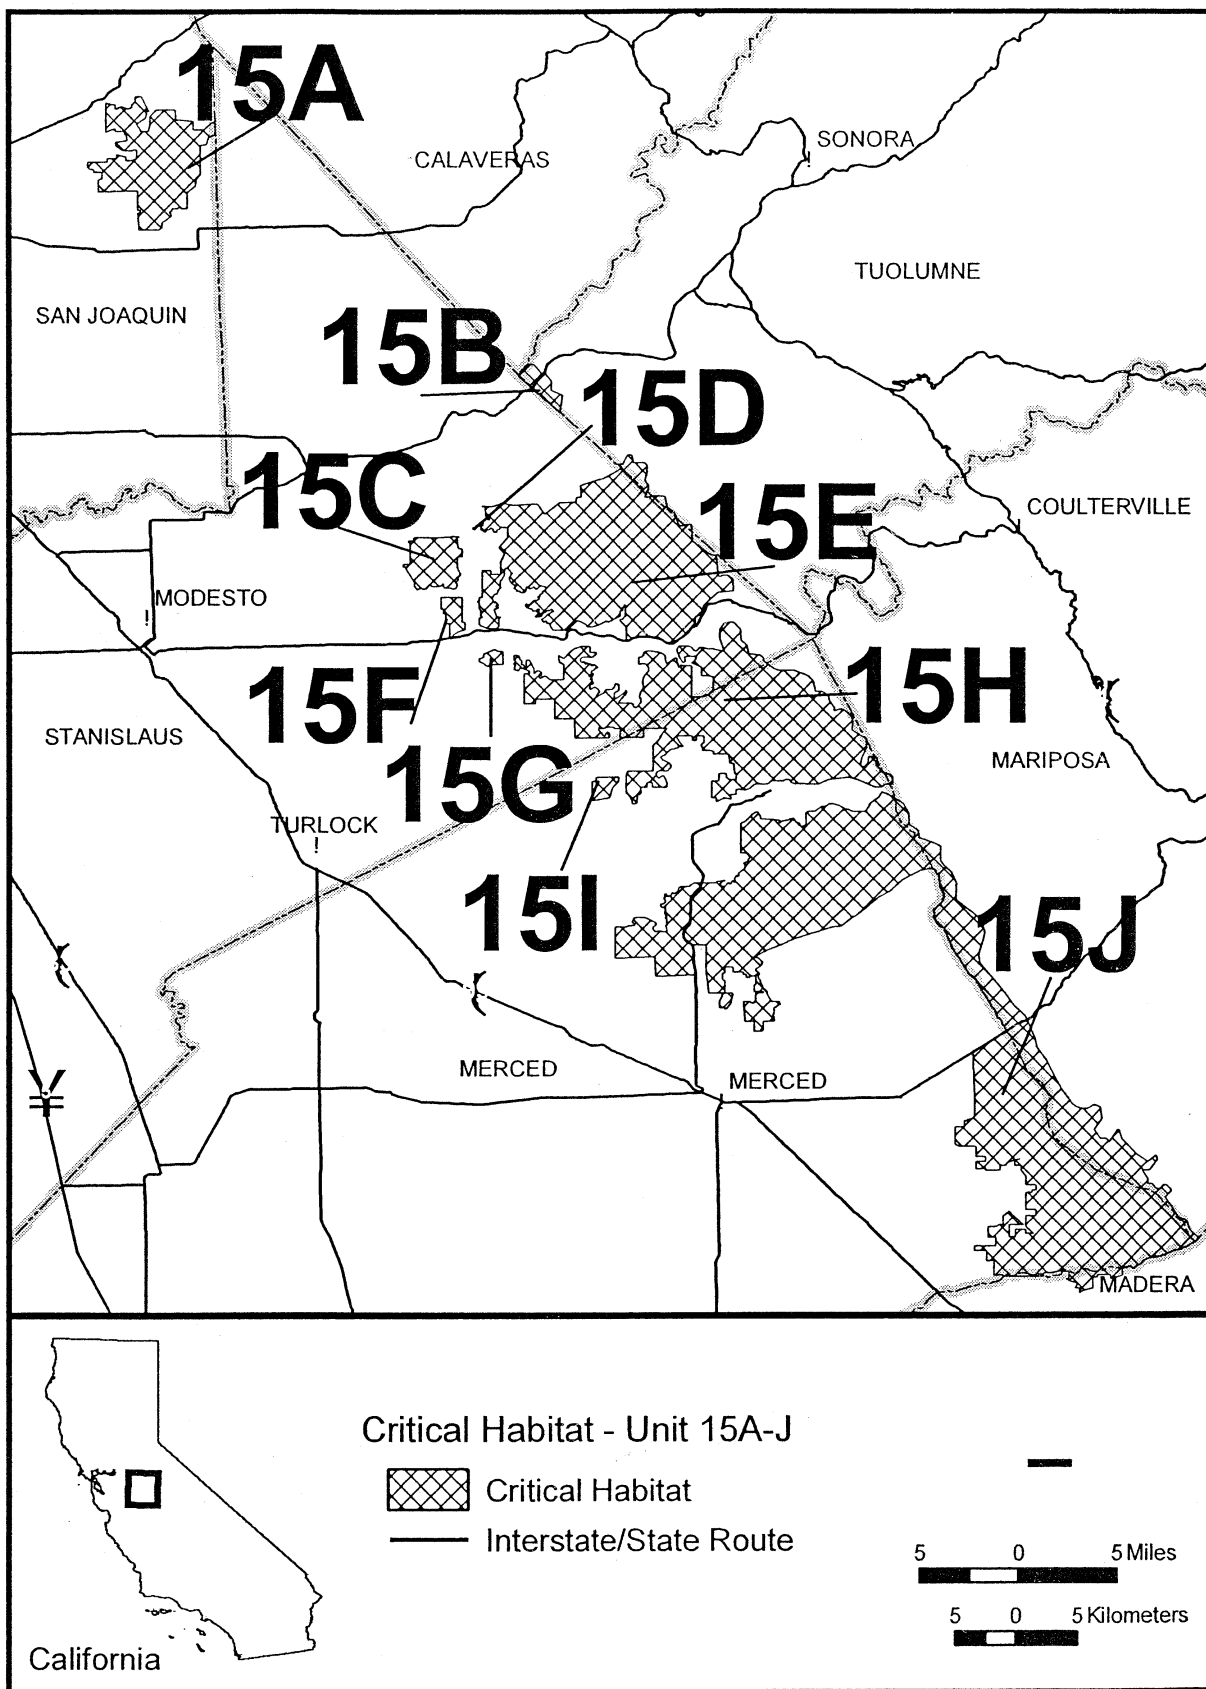 15A
CALAVERAS
SONORA
TUOLUMNE
SAN JOAQUIN
15B
15D
15C
15E
COULTERVILLE
MODESTO
15F
15H
STANISLAUS
15G
MARIPOSA
TURLOCK
15I
15J
MERCED
MERCED
MADERA
Critical Habitat - Unit 15A-J
Critical Habitat
Interstate/State Route
5 0 5 Miles
5 0 5 Kilometers
California